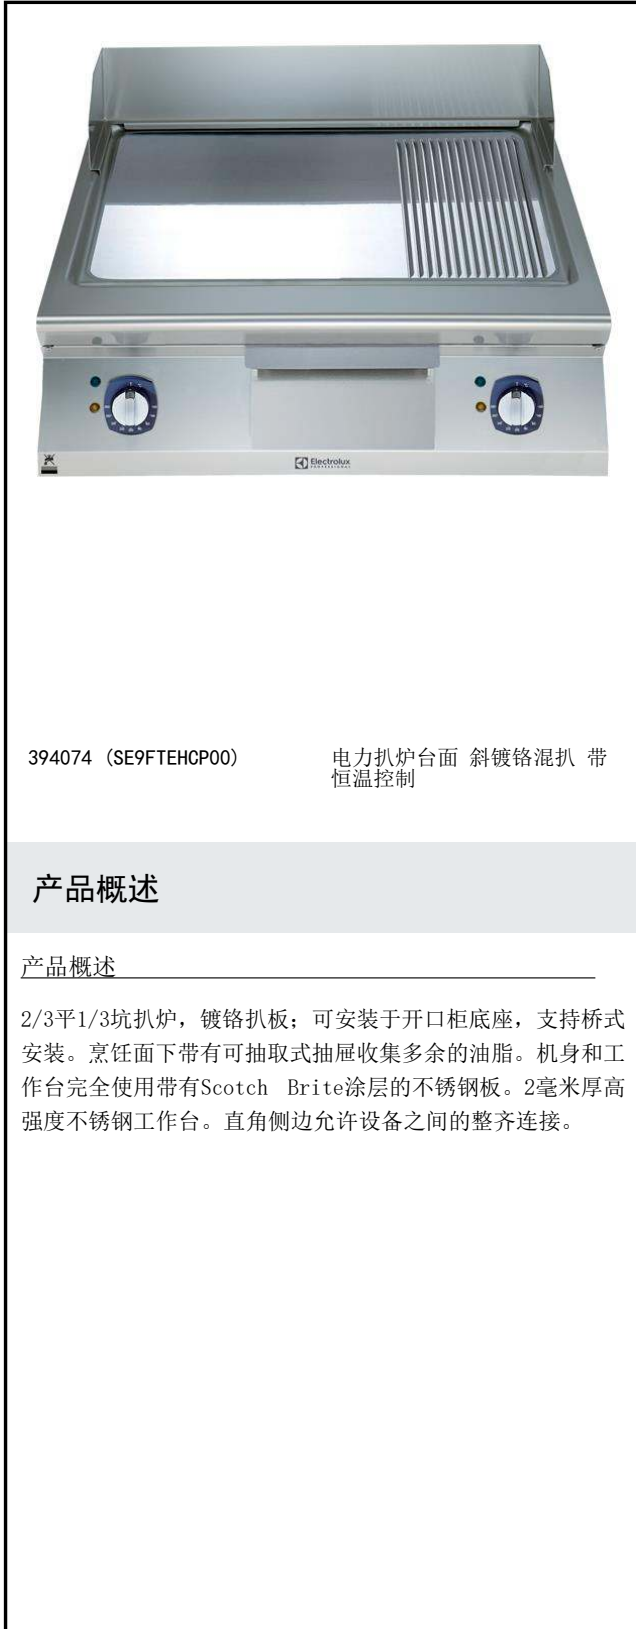 Electrolux
PROFESSIONAL
394074 (SE9FTEHCP00)
电力扒炉台面 斜镀铬混扒 带
恒温控制
产品概述
产品概述
2/3平1/3坑扒炉，镀铬扒板；可安装于开口柜底座，支持桥式
安装。烹饪面下带有可抽取式抽屉收集多余的油脂。机身和工
作台完全使用带有Scotch Brite涂层的不锈钢板。2毫米厚高
强度不锈钢工作台。直角侧边允许设备之间的整齐连接。